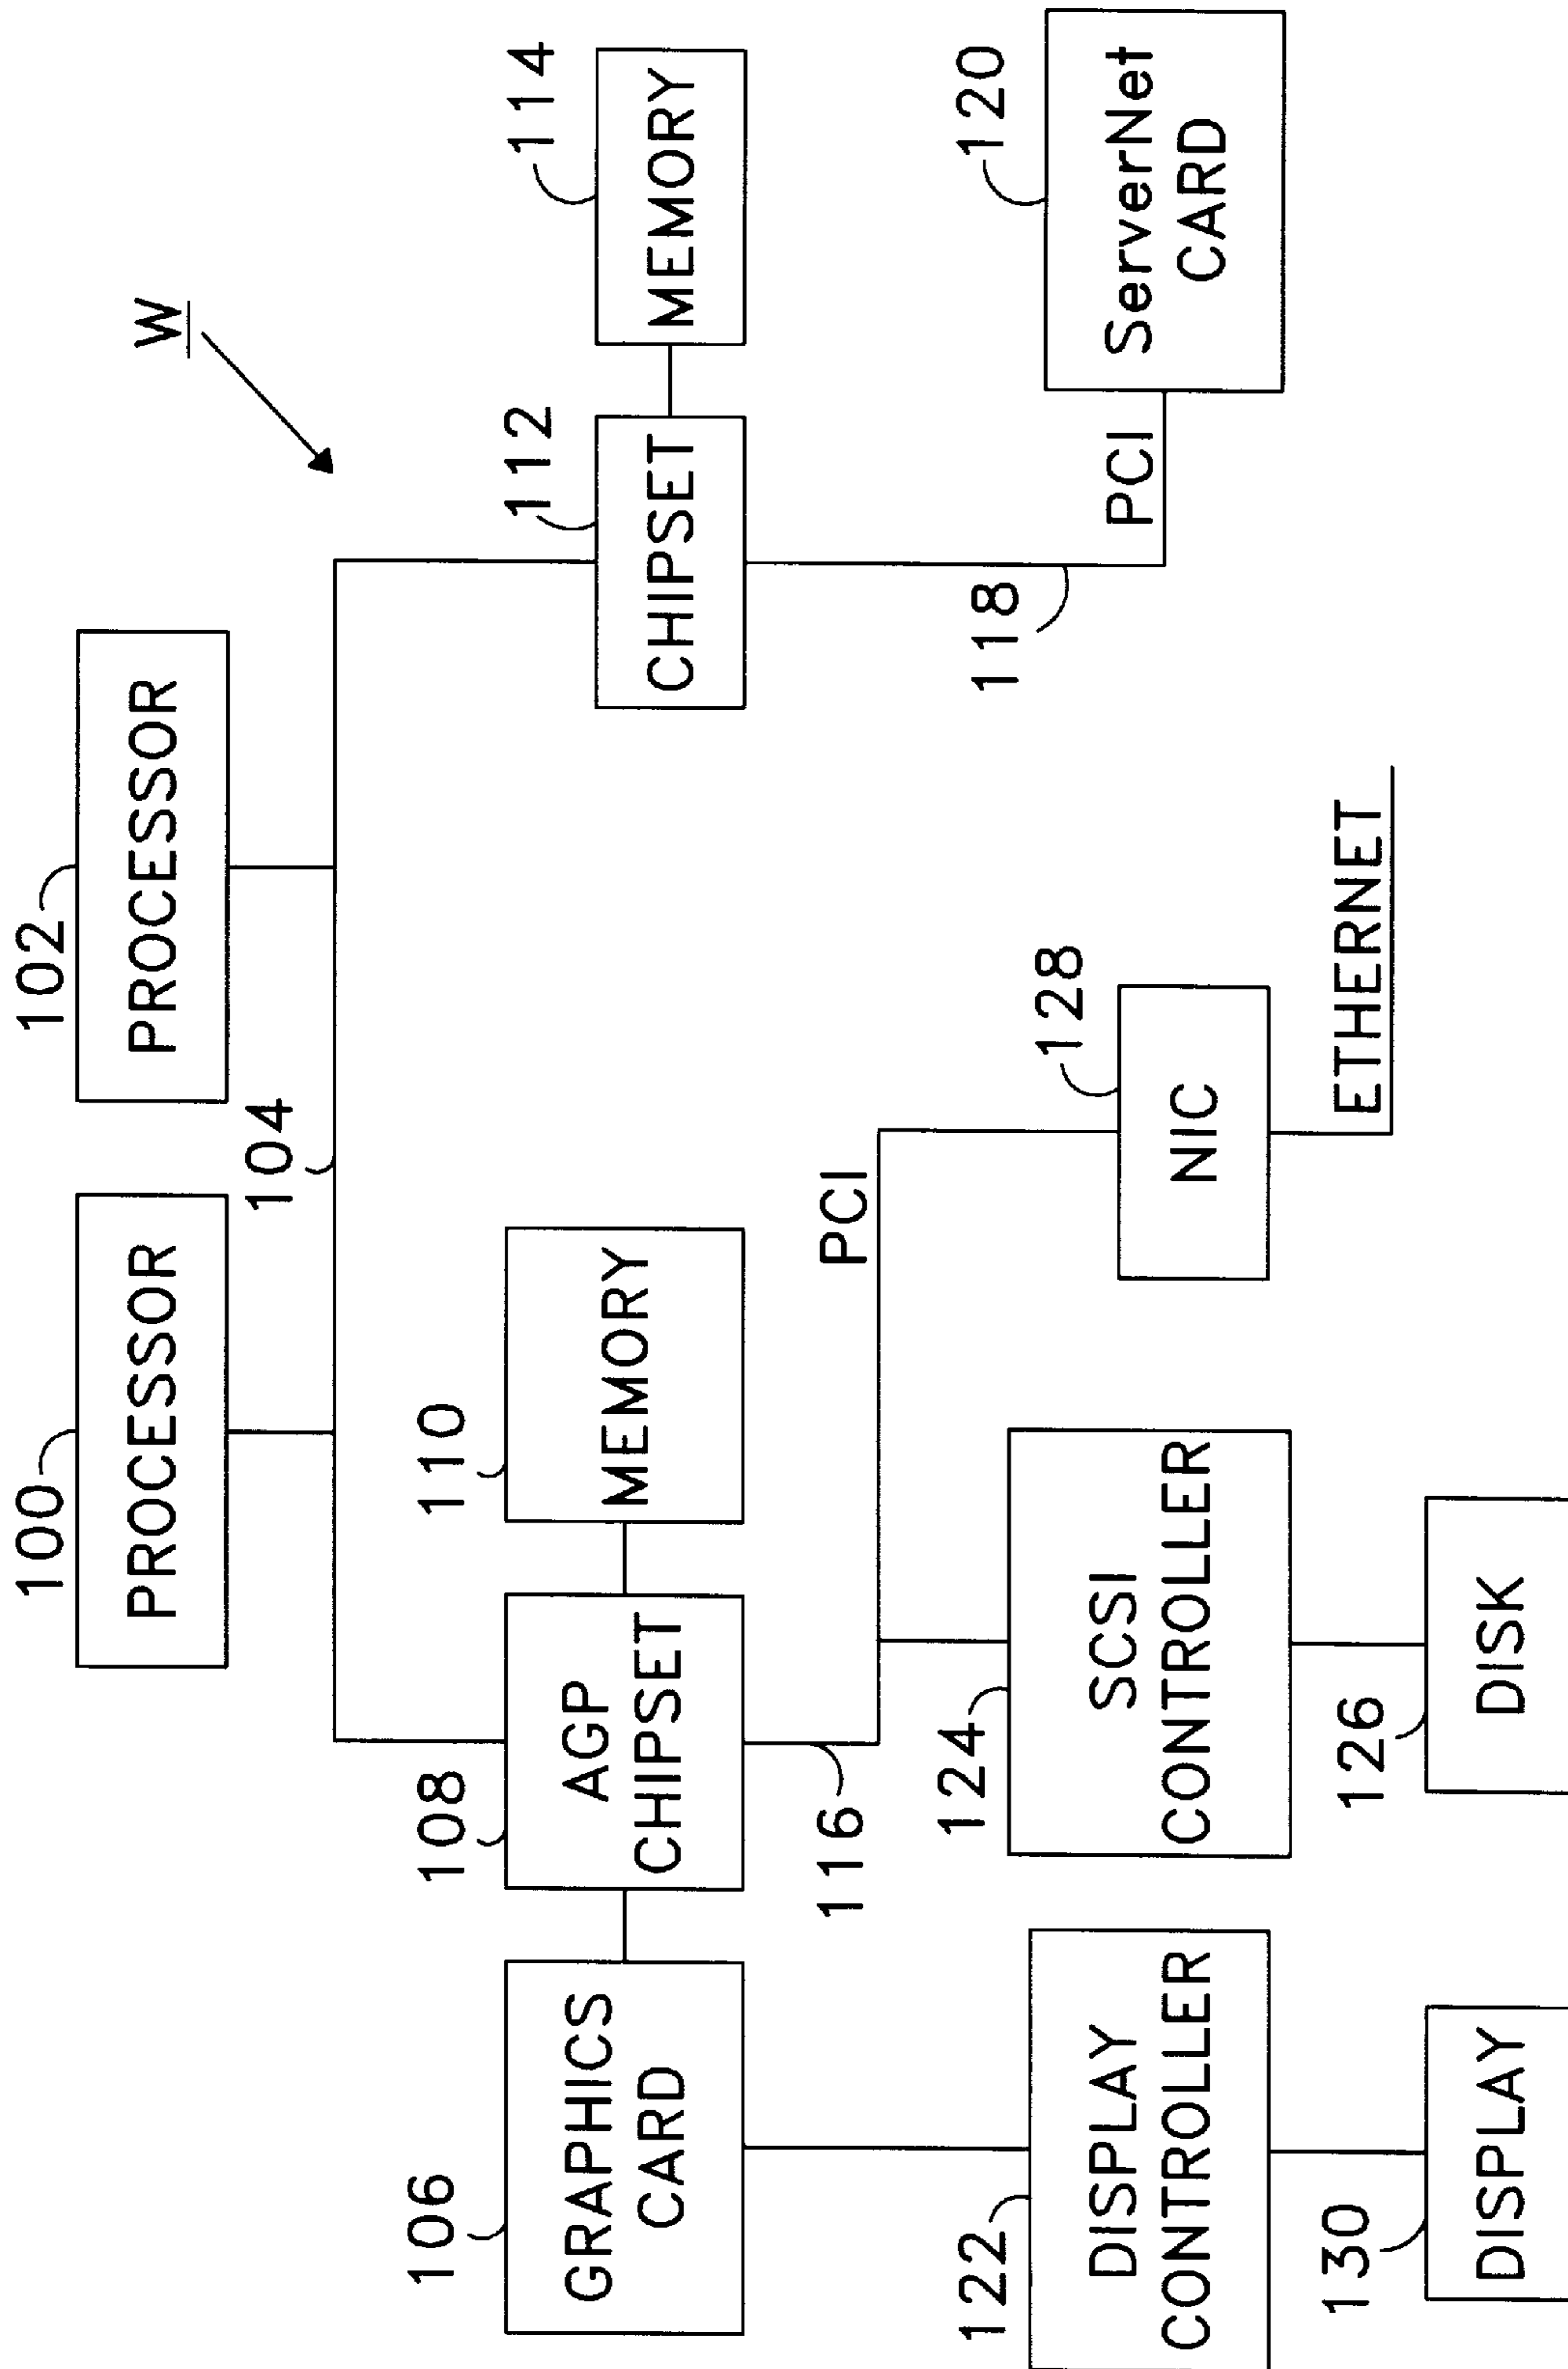 W
100
PROCESSOR
102
PROCESSOR
104
106
GRAPHICS
CARD
108
AGP
CHIPSET
110
MEMORY
112
CHIPSET
114
MEMORY
116
PCI
118
PCI
120
ServerNet
CARD
122
DISPLAY
CONTROLLER
124
SCSI
CONTROLLER
128
NIC
ETHERNET
130
DISPLAY
126
DISK